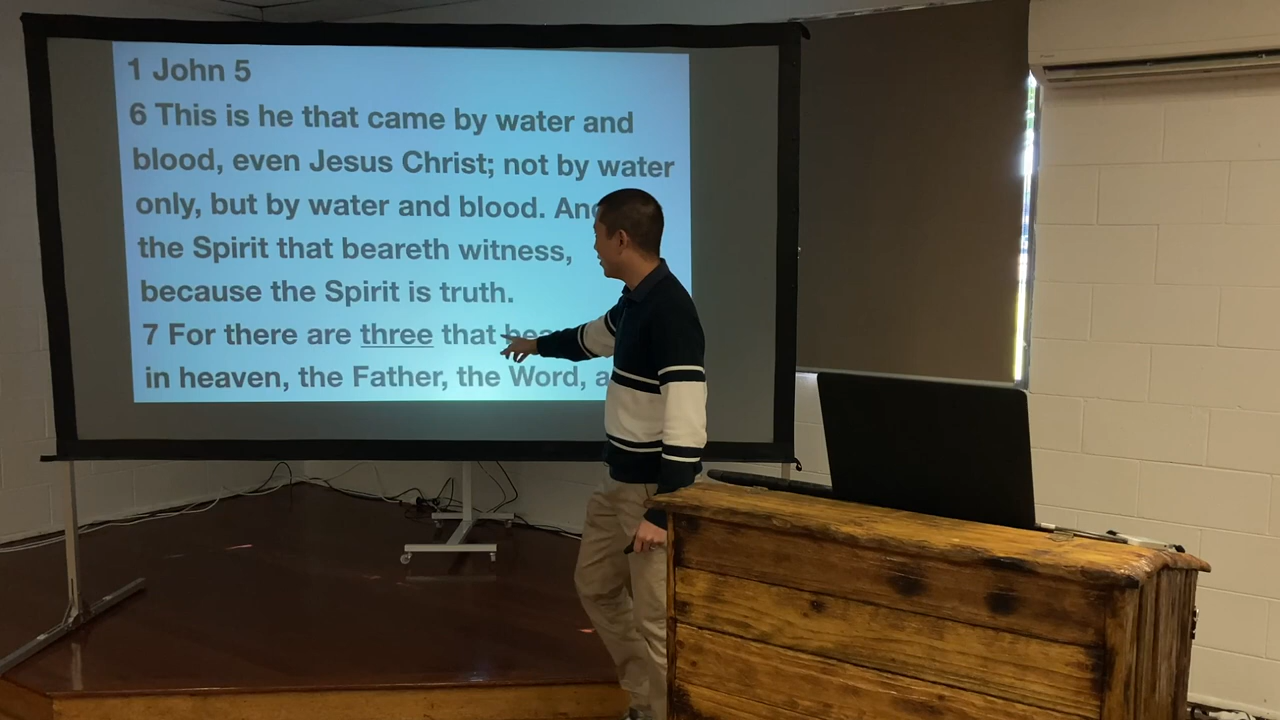 1 John 5
6 This is he that came by water and
blood, even Jesus Christ; not by water
only, but by water and blood. And
the Spirit that beareth witness,
because the Spirit is truth.
7 For there are three that
in heaven, the Father, the Word,